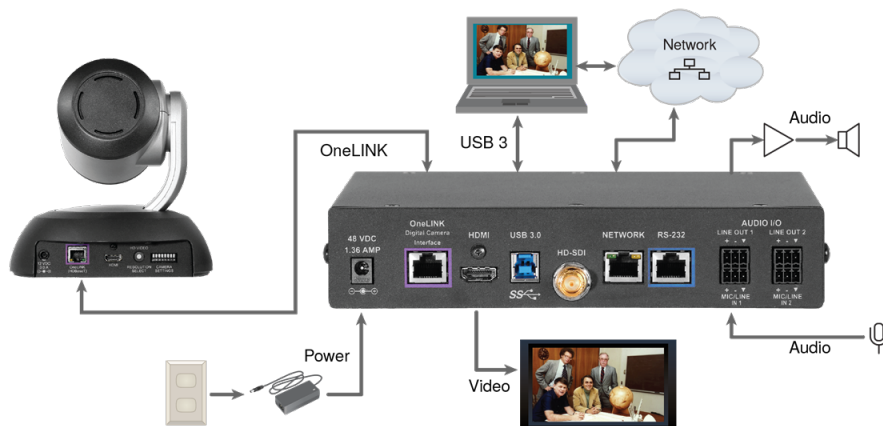 Network
Audio
USB 3
OneLINK
48 VDC
1.36 AMP
OneLINK
Digital Camera
Interface
HDMI
USB 3.0
HD-SDI
NETWORK
RS-232
AUDIO I/O
LINE OUT 1
LINE OUT 2
+ - ▼
+ - ▼
SS
+ - ▼
+ - ▼
MIC/LINE
IN 1
MIC/LINE
IN 2
HDMI
Power
Video
Audio